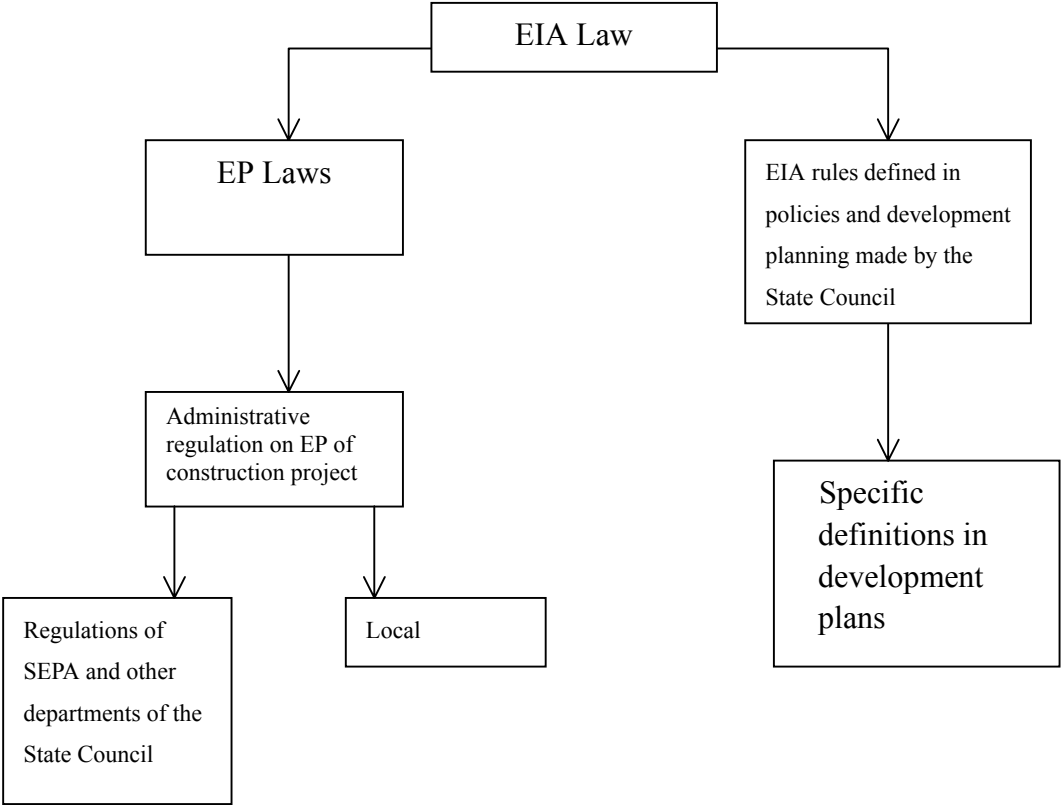 EIA Law
EP Laws
EIA rules defined in
policies and development
planning made by the
State Council
Administrative
regulation on EP of
construction project
Specific
definitions in
development
plans
Regulations of
SEPA and other
departments of the
State Council
Local